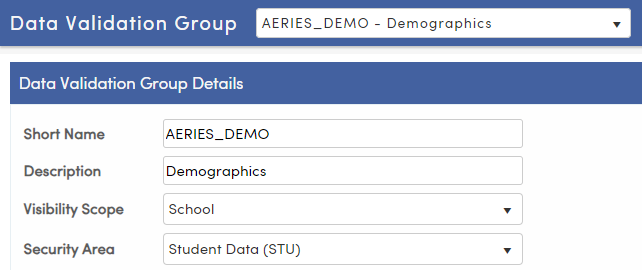 Data Validation Group AERIES_DEMO - Demographics
Data Validation Group Details
Short Name AERIES_DEMO
Description Demographics
Visibility Scope School
Security Area Student Data (STU)